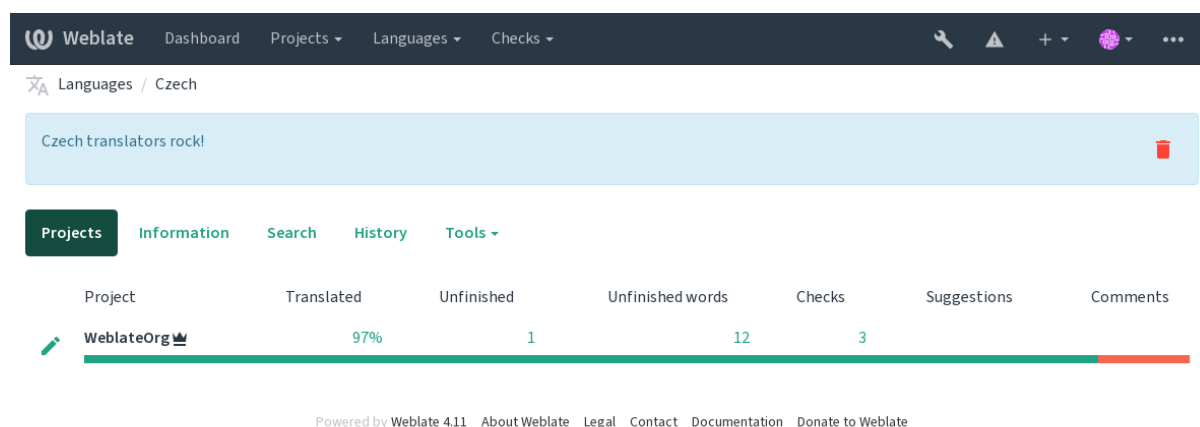 Weblate Dashboard Projects Languages Checks
Languages / Czech
Czech translators rock!
Projects Information Search History Tools
Project Translated Unfinished Unfinished words Checks Suggestions Comments
WeblateOrg 97% 1 12 3
Powered by Weblate 4.11 About Weblate Legal Contact Documentation Donate to Weblate